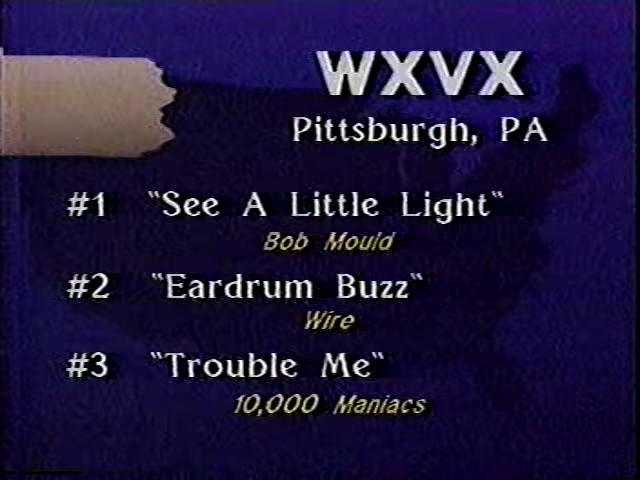 WXVX
Pittsburgh, PA
#1 "See A Little Light"
Bob Mould
#2 "Eardrum Buzz"
Wire
#3 "Trouble Me"
10,000 Maniacs